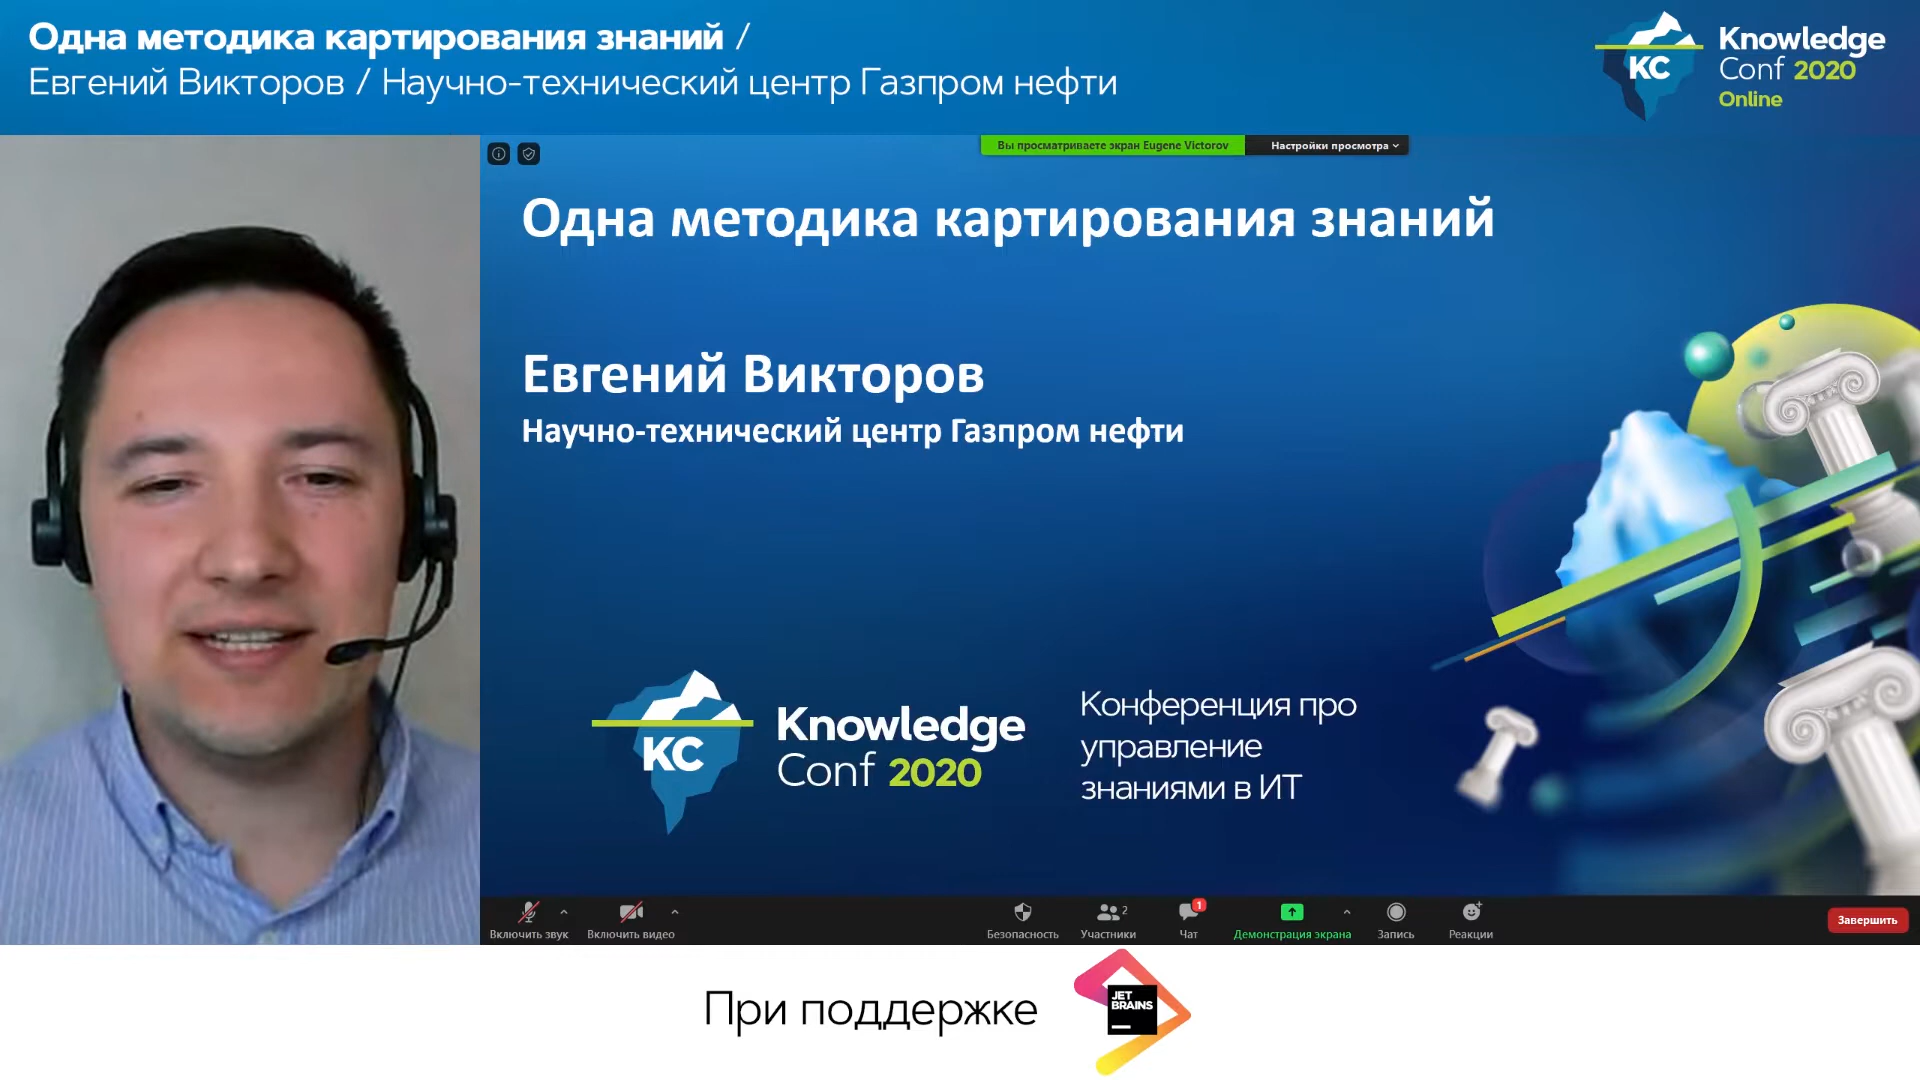 Одна методика картирования знаний /
Евгений Викторов / Научно-технический центр Газпром нефти
KC
Knowledge
Conf 2020
Online
Вы просматриваете экран Eugene Victorov
Настройки просмотра
Одна методика картирования знаний
Евгений Викторов
Научно-технический центр Газпром нефти
KC
Knowledge
Conf 2020
Конференция про
управление
знаниями в ИТ
Включить звук
Включить видео
Безопасность
2
Участники
1
Чат
Демонстрация экрана
Запись
Реакции
Завершить
При поддержке
JET
BRAINS